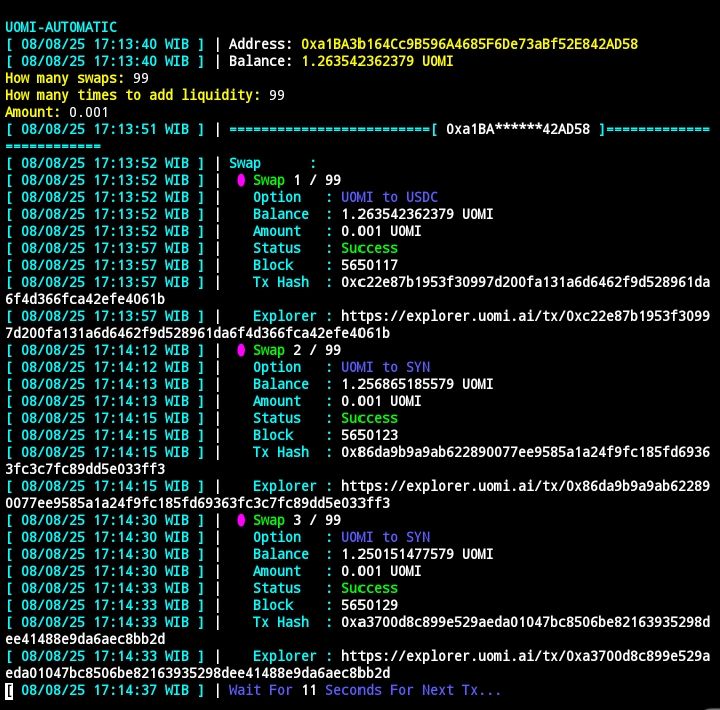 UOMI-AUTOMATIC
[ 08/08/25 17:13:40 WIB ] | Address: 0xa1BA3b164Cc9B596A4685F6De73aBf52E842AD58
[ 08/08/25 17:13:40 WIB ] | Balance: 1.263542362379 UOMI
How many swaps: 99
How many times to add liquidity: 99
Amount: 0.001
[ 08/08/25 17:13:51 WIB ] | =========================[ 0xa1BA******42AD58 ]=============
============
[ 08/08/25 17:13:52 WIB ] | Swap      :
[ 08/08/25 17:13:52 WIB ] |  Swap 1 / 99
[ 08/08/25 17:13:52 WIB ] |    Option   : UOMI to USDC
[ 08/08/25 17:13:52 WIB ] |    Balance  : 1.263542362379 UOMI
[ 08/08/25 17:13:52 WIB ] |    Amount   : 0.001 UOMI
[ 08/08/25 17:13:57 WIB ] |    Status   : Success
[ 08/08/25 17:13:57 WIB ] |    Block    : 5650117
[ 08/08/25 17:13:57 WIB ] |    Tx Hash  : 0xc22e87b1953f30997d200fa131a6d6462f9d528961da
6f4d366fca42efe4061b
[ 08/08/25 17:13:57 WIB ] |    Explorer : https://explorer.uomi.ai/tx/0xc22e87b1953f3099
7d200fa131a6d6462f9d528961da6f4d366fca42efe4061b
[ 08/08/25 17:14:12 WIB ] |  Swap 2 / 99
[ 08/08/25 17:14:12 WIB ] |    Option   : UOMI to SYN
[ 08/08/25 17:14:13 WIB ] |    Balance  : 1.256865185579 UOMI
[ 08/08/25 17:14:13 WIB ] |    Amount   : 0.001 UOMI
[ 08/08/25 17:14:15 WIB ] |    Status   : Success
[ 08/08/25 17:14:15 WIB ] |    Block    : 5650123
[ 08/08/25 17:14:15 WIB ] |    Tx Hash  : 0x86da9b9a9ab622890077ee9585a1a24f9fc185fd6936
3fc3c7fc89dd5e033ff3
[ 08/08/25 17:14:15 WIB ] |    Explorer : https://explorer.uomi.ai/tx/0x86da9b9a9ab62289
0077ee9585a1a24f9fc185fd69363fc3c7fc89dd5e033ff3
[ 08/08/25 17:14:30 WIB ] |  Swap 3 / 99
[ 08/08/25 17:14:30 WIB ] |    Option   : UOMI to SYN
[ 08/08/25 17:14:30 WIB ] |    Balance  : 1.250151477579 UOMI
[ 08/08/25 17:14:30 WIB ] |    Amount   : 0.001 UOMI
[ 08/08/25 17:14:33 WIB ] |    Status   : Success
[ 08/08/25 17:14:33 WIB ] |    Block    : 5650129
[ 08/08/25 17:14:33 WIB ] |    Tx Hash  : 0xa3700d8c899e529aeda01047bc8506be82163935298d
ee41488e9da6aec8bb2d
[ 08/08/25 17:14:33 WIB ] |    Explorer : https://explorer.uomi.ai/tx/0xa3700d8c899e529a
eda01047bc8506be82163935298dee41488e9da6aec8bb2d
[ 08/08/25 17:14:37 WIB ] | Wait For 11 Seconds For Next Tx...